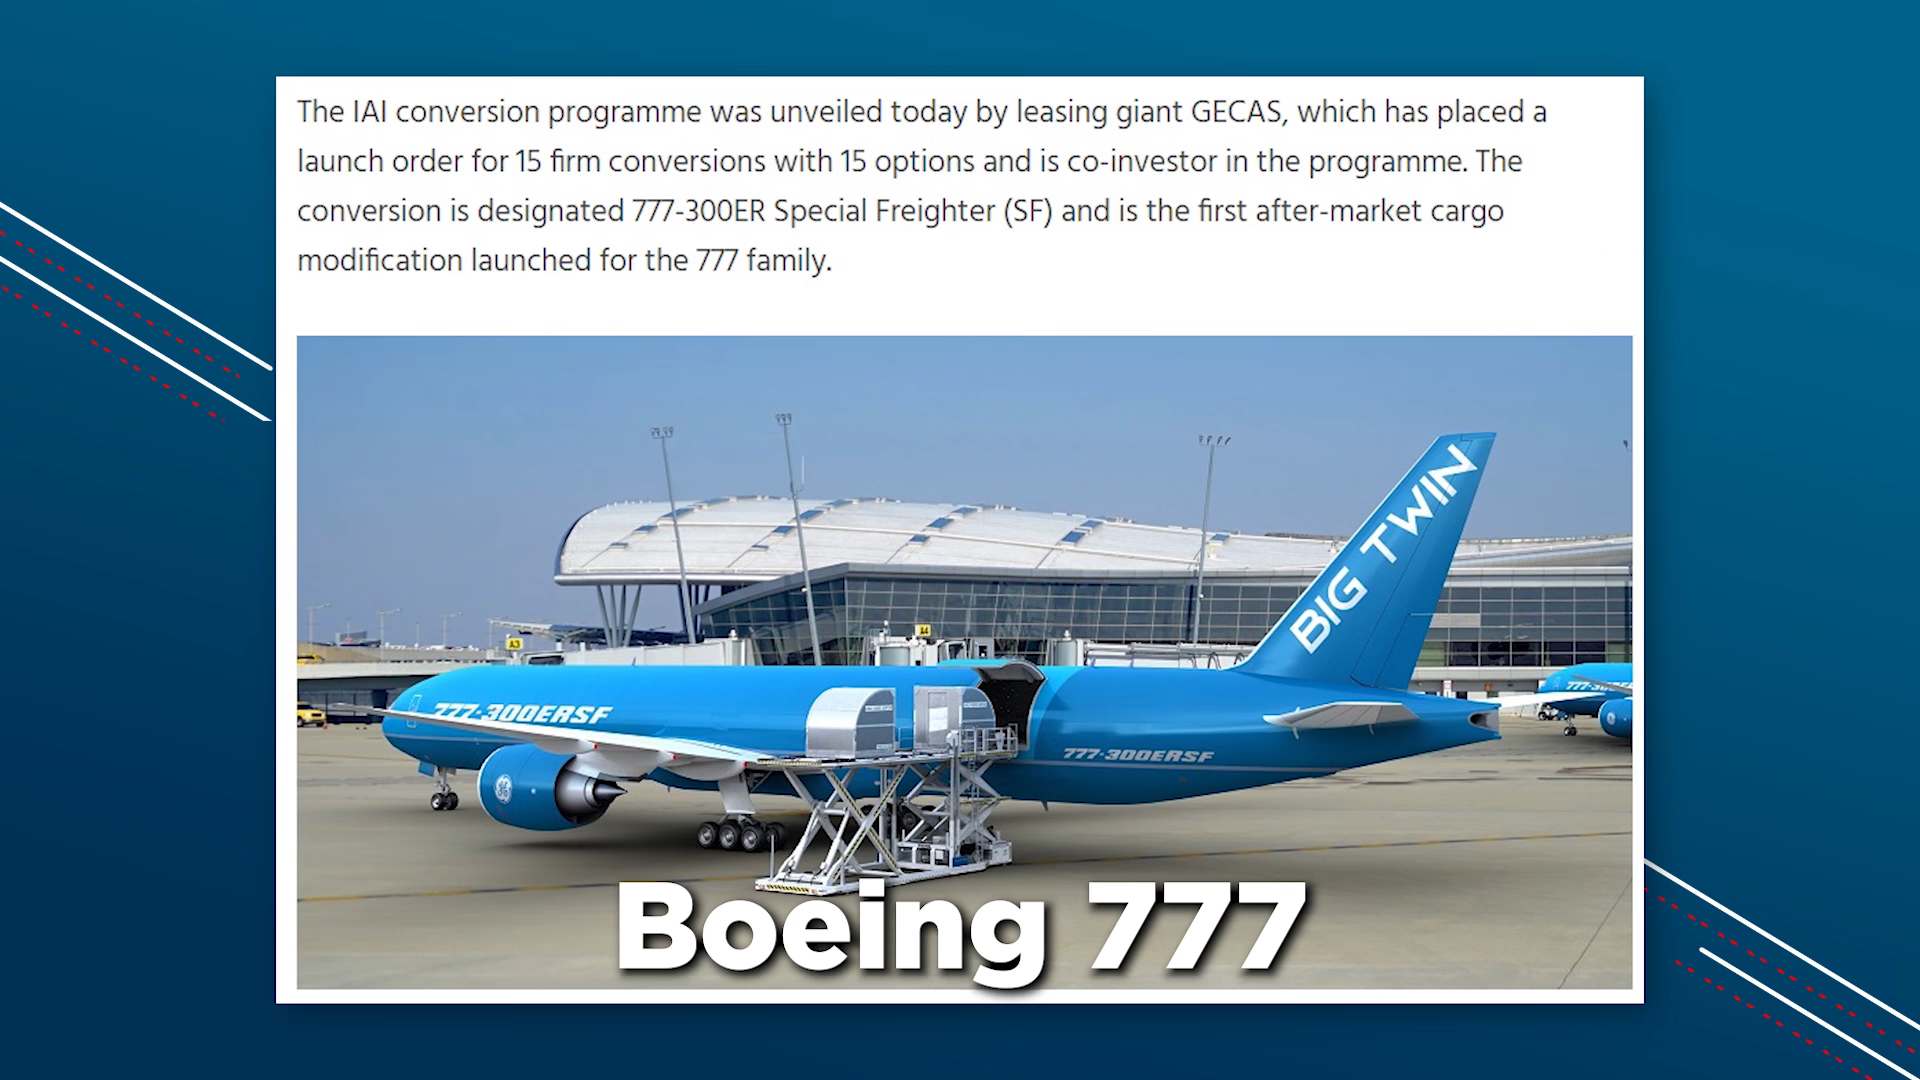 The IAI conversion programme was unveiled today by leasing giant GECAS, which has placed a
launch order for 15 firm conversions with 15 options and is co-investor in the programme. The
conversion is designated 777-300ER Special Freighter (SF) and is the first after-market cargo
modification launched for the 777 family.
BIG TWIN
A3
A4
777-300ERSF
777-300ERSF
Boeing 777